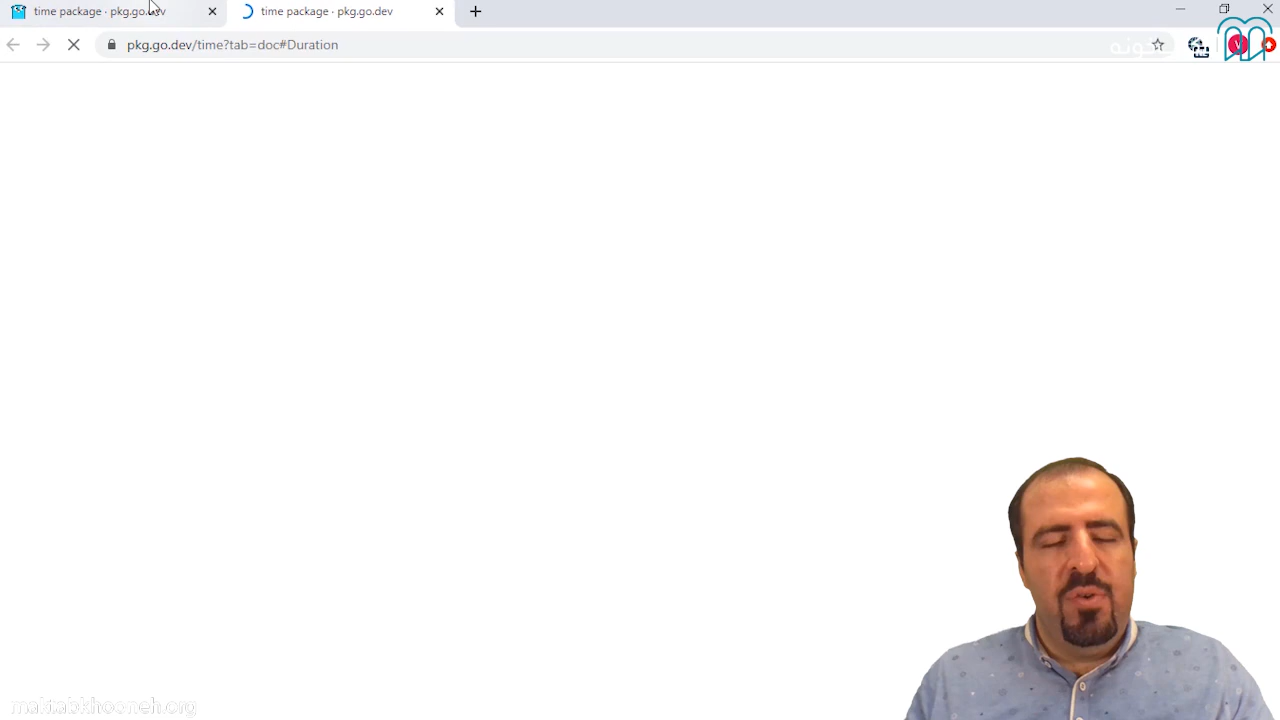 time package · pkg.go.dev
time package · pkg.go.dev
pkg.go.dev/time?tab=doc#Duration
maktabkhooneh.org